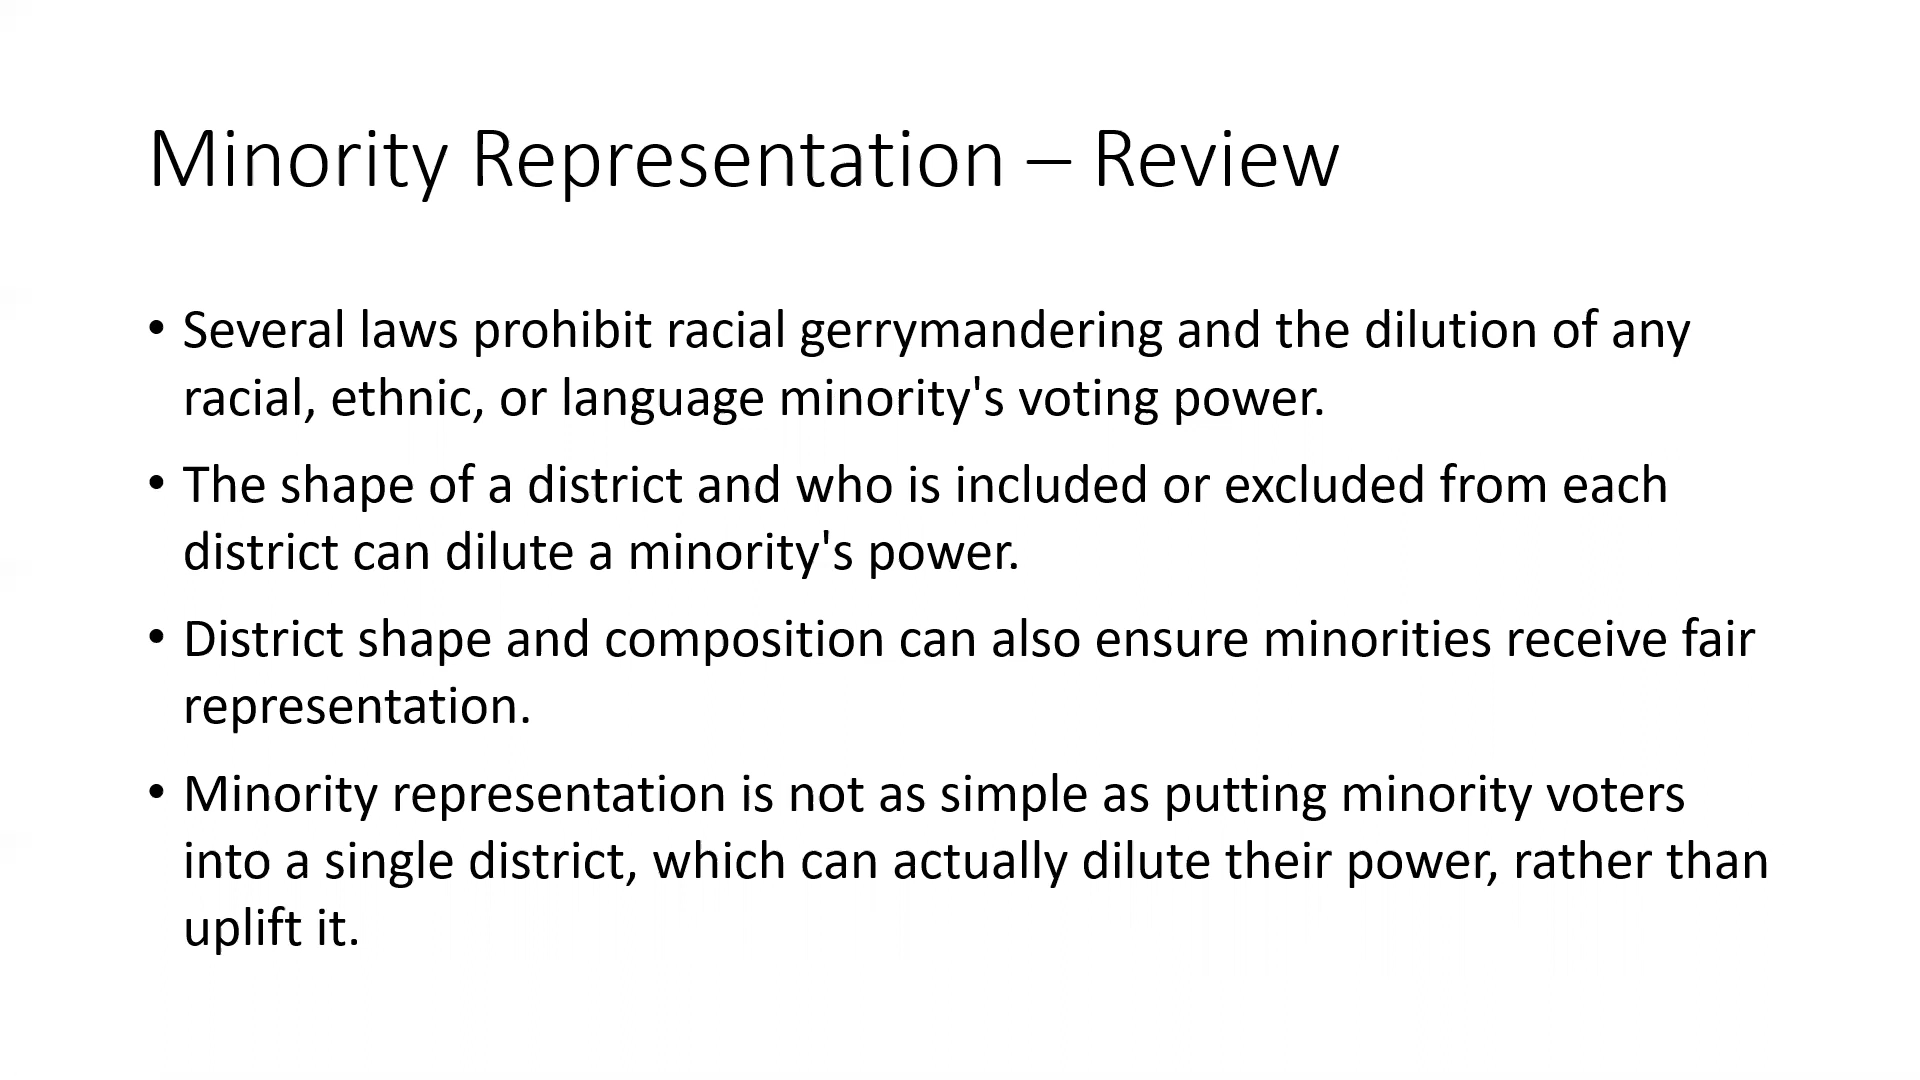 Minority Representation – Review
• Several laws prohibit racial gerrymandering and the dilution of any
racial, ethnic, or language minority's voting power.
• The shape of a district and who is included or excluded from each
district can dilute a minority's power.
• District shape and composition can also ensure minorities receive fair
representation.
• Minority representation is not as simple as putting minority voters
into a single district, which can actually dilute their power, rather than
uplift it.